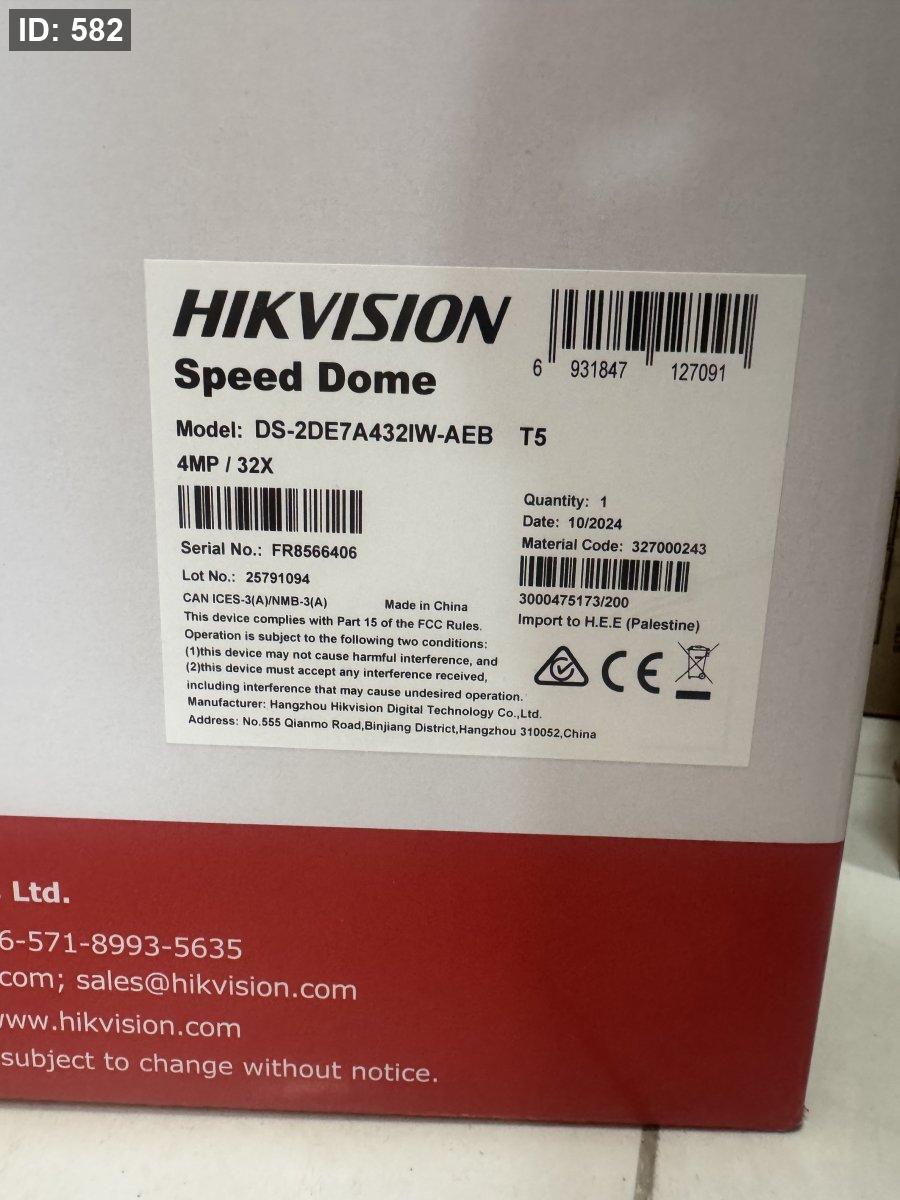 ID: 582
HIKVISION
6 931847 127091
Speed Dome
Model: DS-2DE7A432IW-AEB T5
4MP / 32X
Quantity: 1
Date: 10/2024
Material Code: 327000243
Serial No.: FR8566406
Lot No.: 25791094
3000475173/200
CAN ICES-3(A)/NMB-3(A) Made in China
Import to H.E.E (Palestine)
This device complies with Part 15 of the FCC Rules.
Operation is subject to the following two conditions:
(1)this device may not cause harmful interference, and
(2)this device must accept any interference received,
including interference that may cause undesired operation.
CE
Manufacturer: Hangzhou Hikvision Digital Technology Co.,Ltd.
Address: No.555 Qianmo Road,Binjiang District,Hangzhou 310052,China
Ltd.
6-571-8993-5635
com; sales@hikvision.com
www.hikvision.com
subject to change without notice.